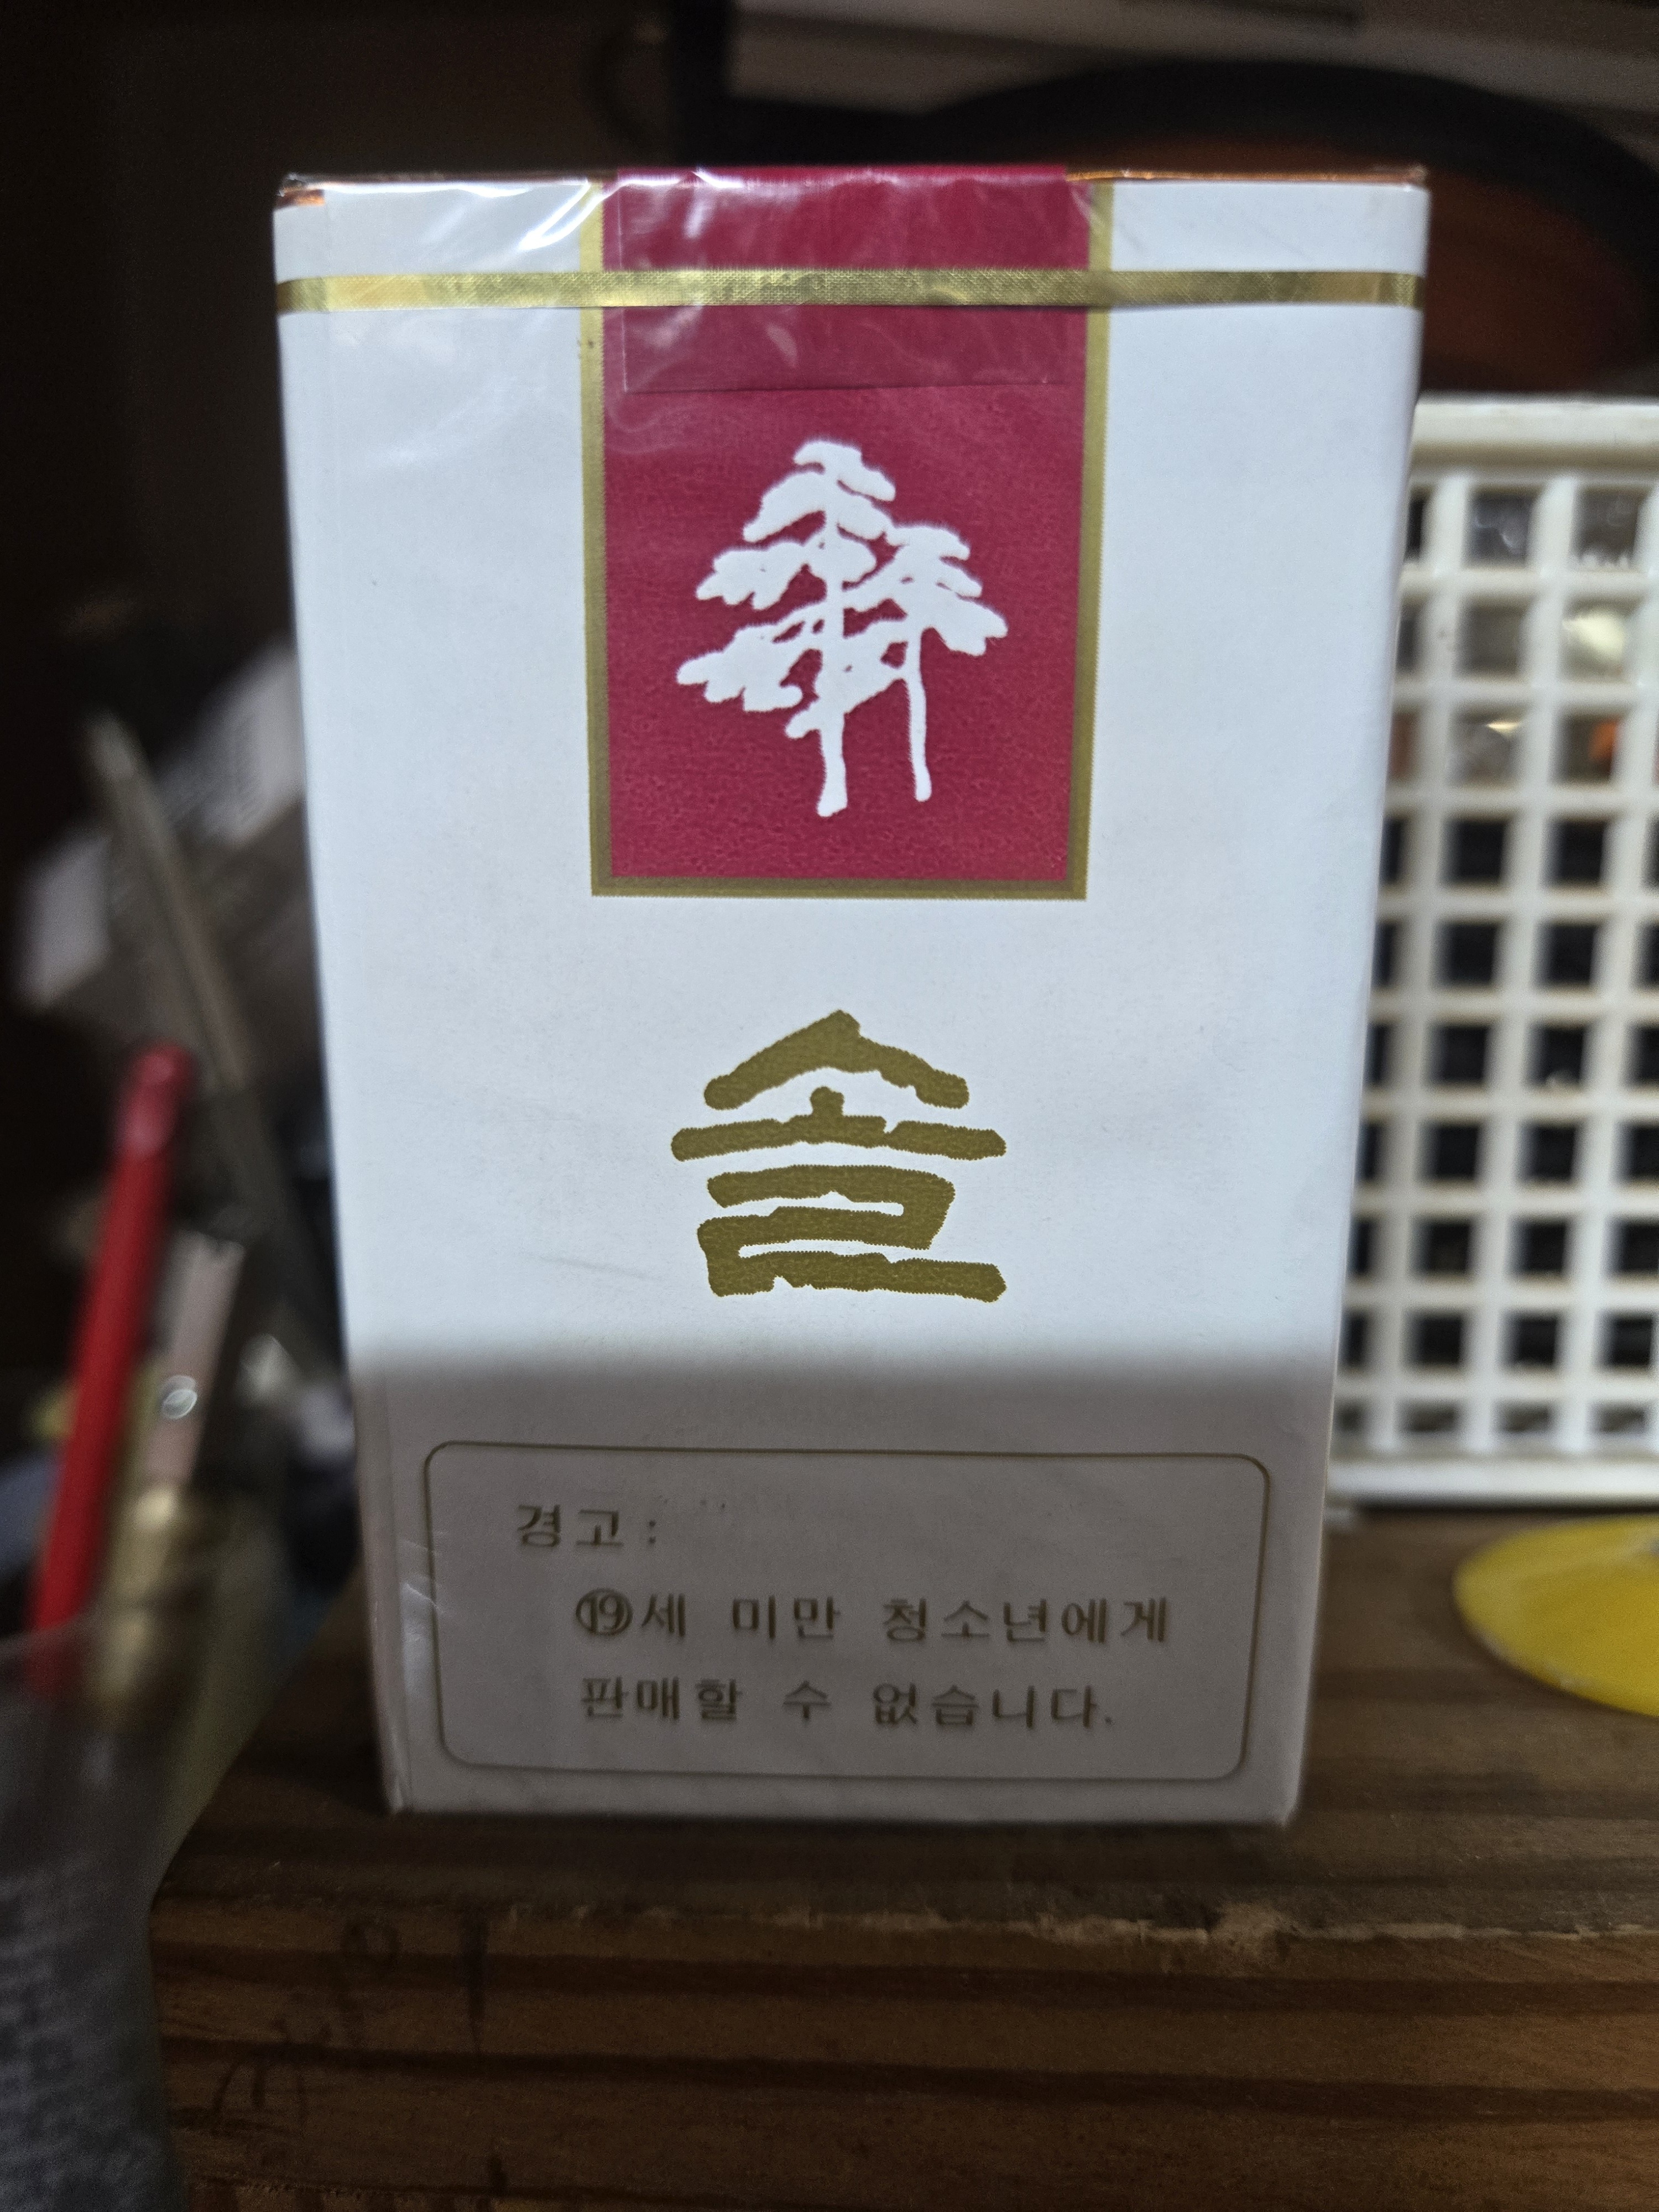 솔
경고 :
⑲세 미만 청소년에게
판매할 수 없습니다.